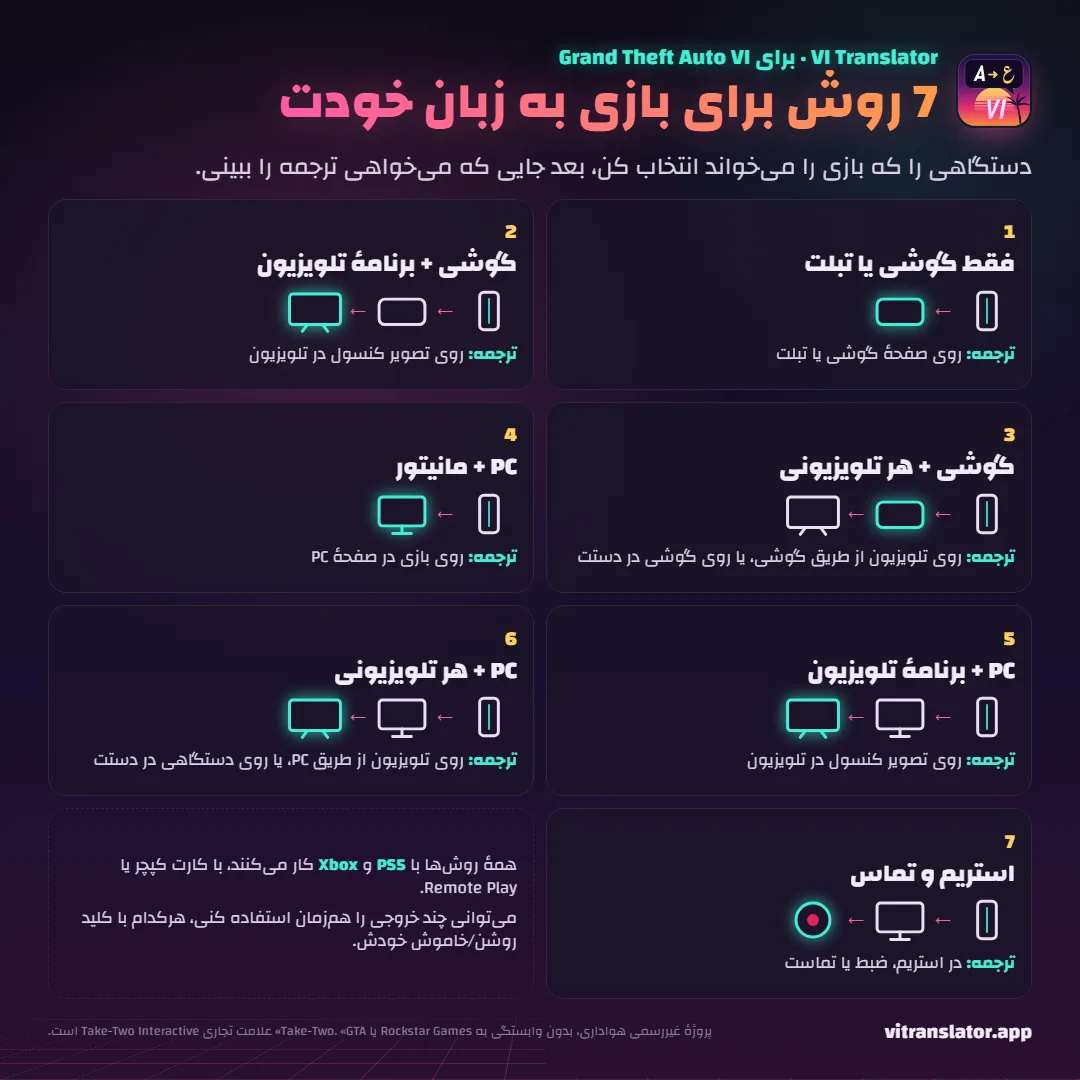 VI Translator · برای Grand Theft Auto VI
7 روش برای بازی به زبان خودت
A→ع
VI
دستگاهی را که بازی را می‌خواند انتخاب کن، بعد جایی که می‌خواهی ترجمه را ببینی.
1
فقط گوشی یا تبلت
ترجمه: روی صفحهٔ گوشی یا تبلت
2
گوشی + برنامهٔ تلویزیون
ترجمه: روی تصویر کنسول در تلویزیون
3
گوشی + هر تلویزیونی
ترجمه: روی تلویزیون از طریق گوشی، یا روی گوشی در دستت
4
PC + مانیتور
ترجمه: روی بازی در صفحهٔ PC
5
PC + برنامهٔ تلویزیون
ترجمه: روی تصویر کنسول در تلویزیون
6
PC + هر تلویزیونی
ترجمه: روی تلویزیون از طریق PC، یا روی دستگاهی در دستت
7
استریم و تماس
ترجمه: در استریم، ضبط یا تماست
همهٔ روش‌ها با PS5 و Xbox کار می‌کنند، با کارت کپچر یا
Remote Play.
می‌توانی چند خروجی را هم‌زمان استفاده کنی، هرکدام با کلید
روشن/خاموش خودش.
vitranslator.app
پروژهٔ غیررسمی هواداری، بدون وابستگی به Rockstar Games یا Take-Two. «GTA» علامت تجاری Take-Two Interactive است.